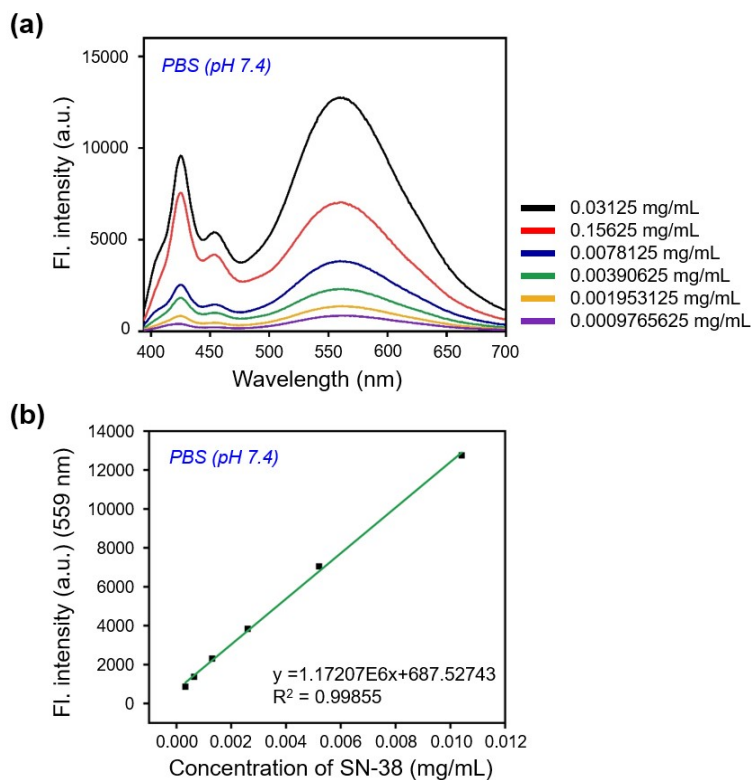 (a)
PBS (pH 7.4)
Fl. intensity (a.u.)
15000
10000
5000
0
400 450 500 550 600 650 700
Wavelength (nm)
0.03125 mg/mL
0.15625 mg/mL
0.0078125 mg/mL
0.00390625 mg/mL
0.001953125 mg/mL
0.0009765625 mg/mL
(b)
PBS (pH 7.4)
Fl. intensity (a.u.) (559 nm)
14000
12000
10000
8000
6000
4000
2000
0
y =1.17207E6x+687.52743
R² = 0.99855
0.000 0.002 0.004 0.006 0.008 0.010 0.012
Concentration of SN-38 (mg/mL)